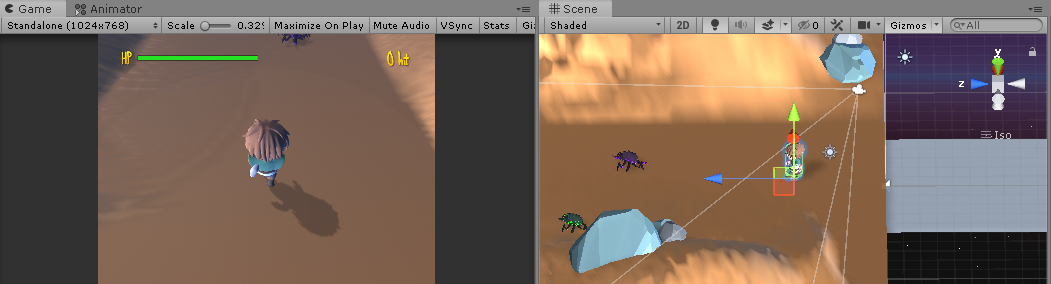 Game Animator
Standalone (1024x768) Scale 0.32 Maximize On Play Mute Audio VSync Stats Gi
HP 0 hit
Scene
Shaded 2D 0 Gizmos All
y
z
Iso